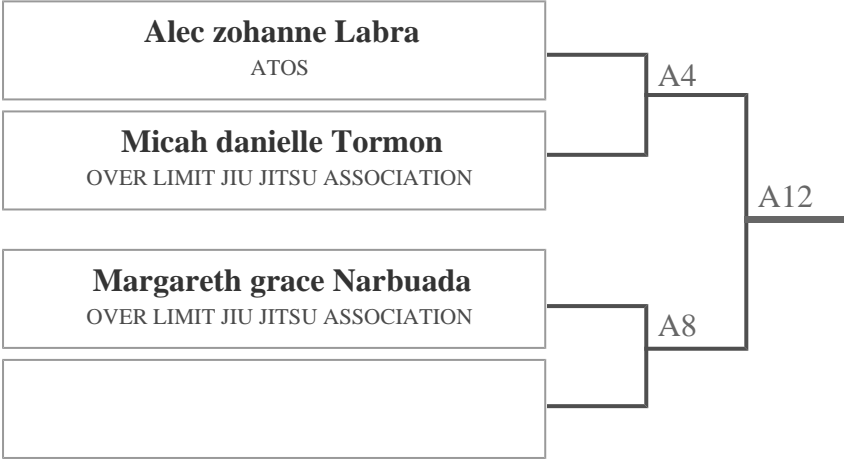 Alec zohanne Labra
ATOS
A4
Micah danielle Tormon
OVER LIMIT JIU JITSU ASSOCIATION
A12
Margareth grace Narbuada
OVER LIMIT JIU JITSU ASSOCIATION
A8